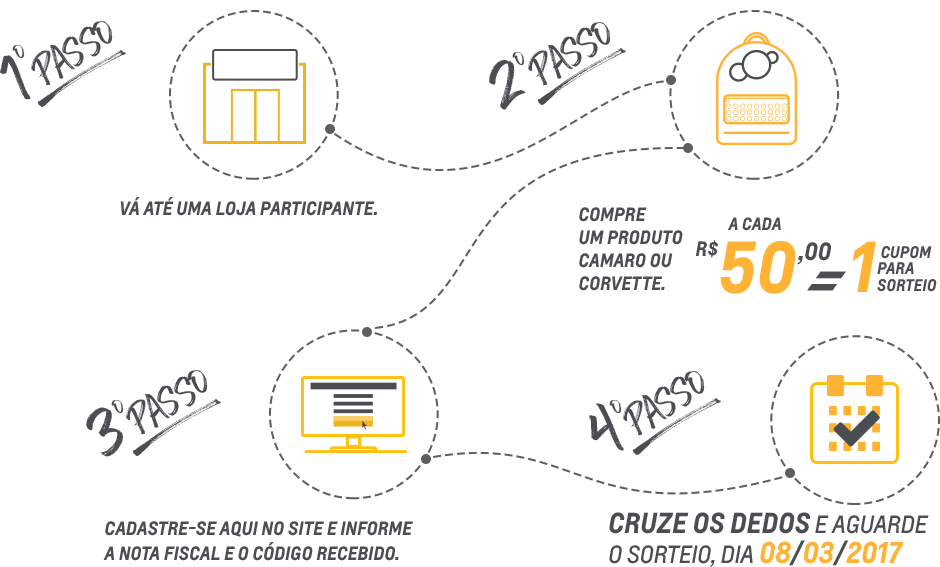 1º PASSO
VÁ ATÉ UMA LOJA PARTICIPANTE.
2º PASSO
COMPRE
UM PRODUTO
CAMARO OU
CORVETTE.
A CADA
R$ 50,00 = 1 CUPOM
PARA
SORTEIO
3º PASSO
CADASTRE-SE AQUI NO SITE E INFORME
A NOTA FISCAL E O CÓDIGO RECEBIDO.
4º PASSO
CRUZE OS DEDOS E AGUARDE
O SORTEIO, DIA 08/03/2017